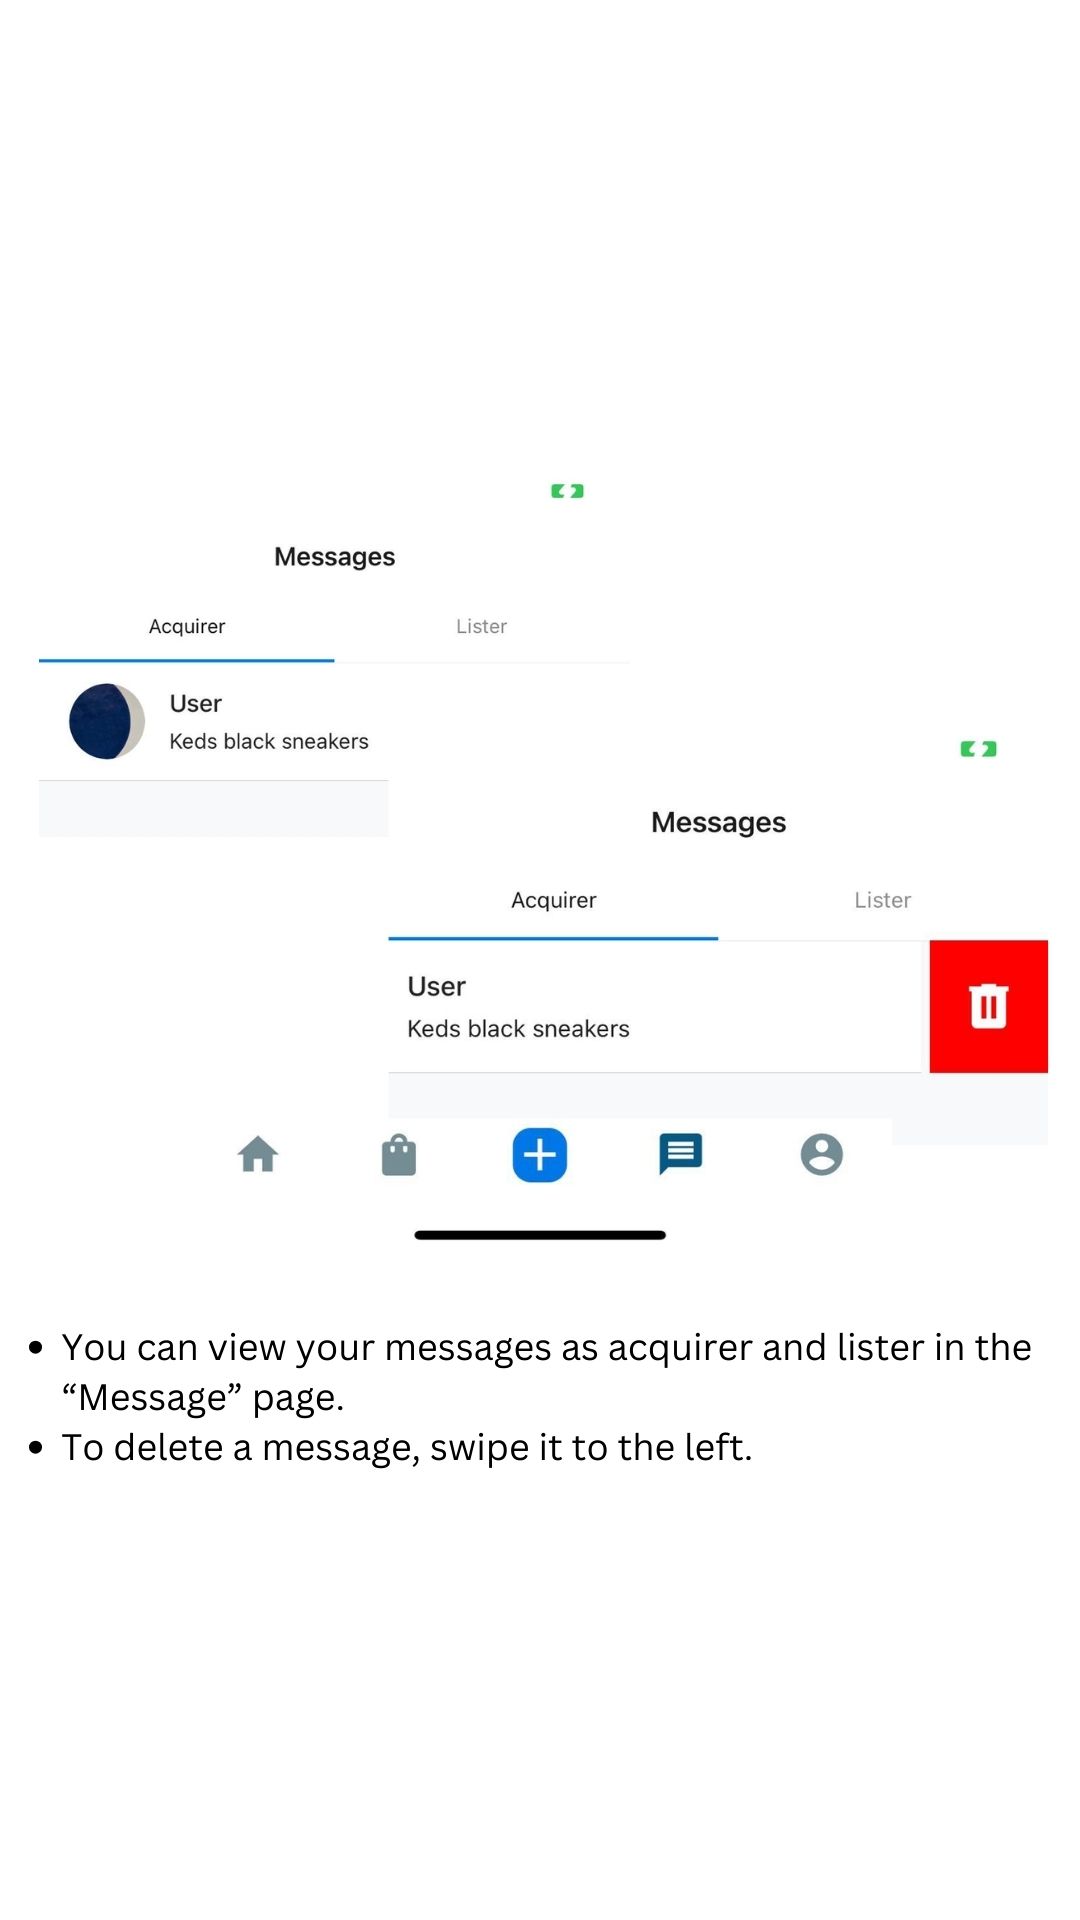 Messages
Acquirer Lister
User
Keds black sneakers
Messages
Acquirer Lister
User
Keds black sneakers
• You can view your messages as acquirer and lister in the
“Message” page.
• To delete a message, swipe it to the left.